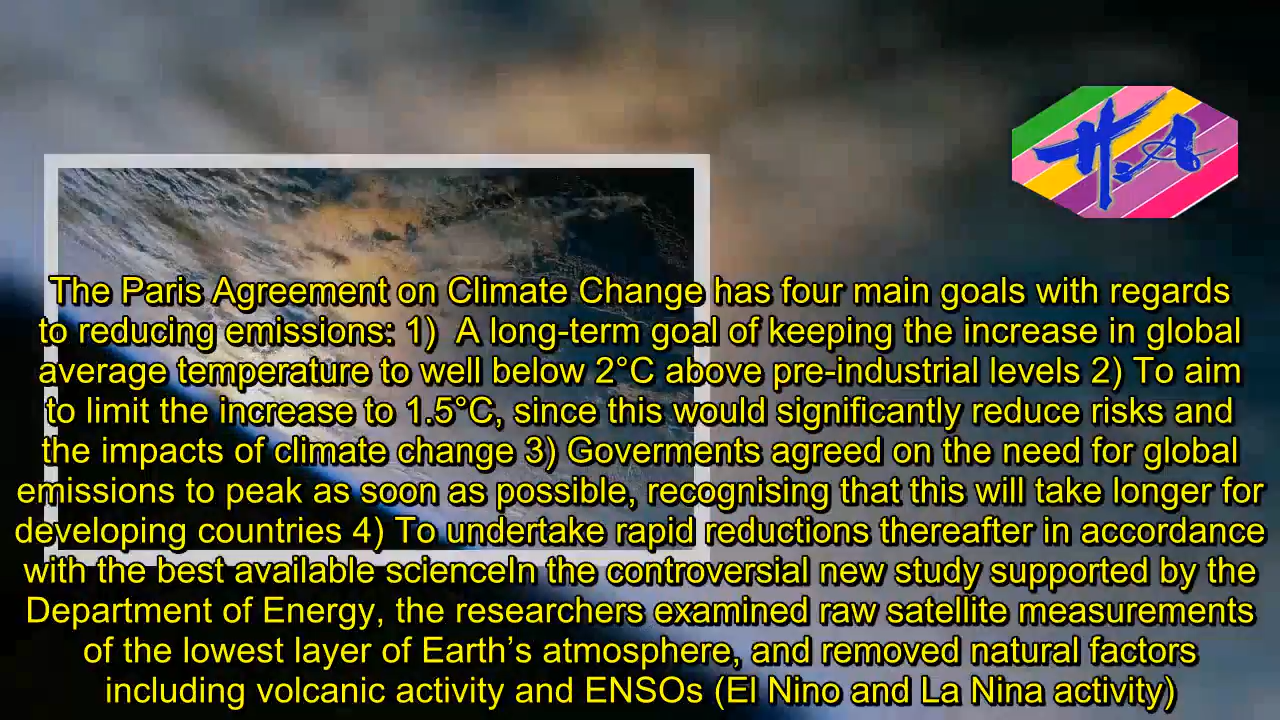 H.A
The Paris Agreement on Climate Change has four main goals with regards
to reducing emissions: 1)  A long-term goal of keeping the increase in global
average temperature to well below 2°C above pre-industrial levels 2) To aim
to limit the increase to 1.5°C, since this would significantly reduce risks and
the impacts of climate change 3) Goverments agreed on the need for global
emissions to peak as soon as possible, recognising that this will take longer for
developing countries 4) To undertake rapid reductions thereafter in accordance
with the best available scienceIn the controversial new study supported by the
Department of Energy, the researchers examined raw satellite measurements
of the lowest layer of Earth’s atmosphere, and removed natural factors
including volcanic activity and ENSOs (El Nino and La Nina activity)